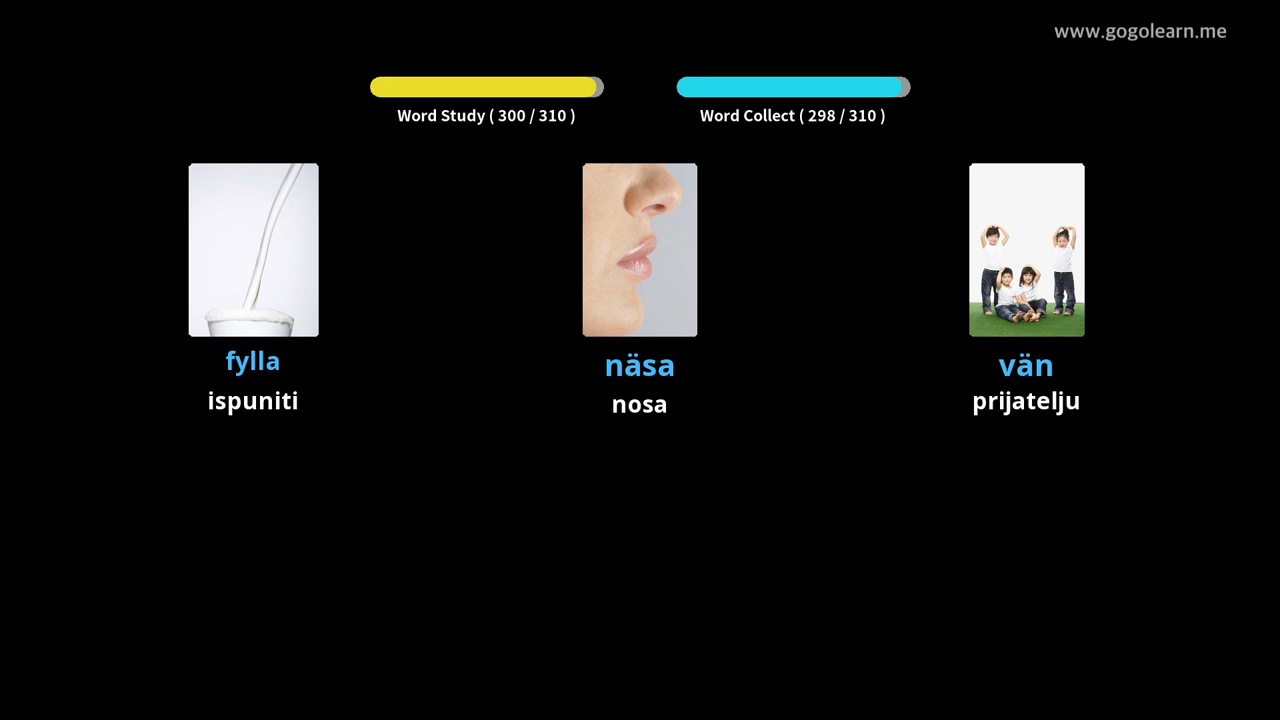 www.gogolearn.me
Word Study ( 300 / 310 )
Word Collect ( 298 / 310 )
fylla
ispuniti
näsa
nosa
vän
prijatelju